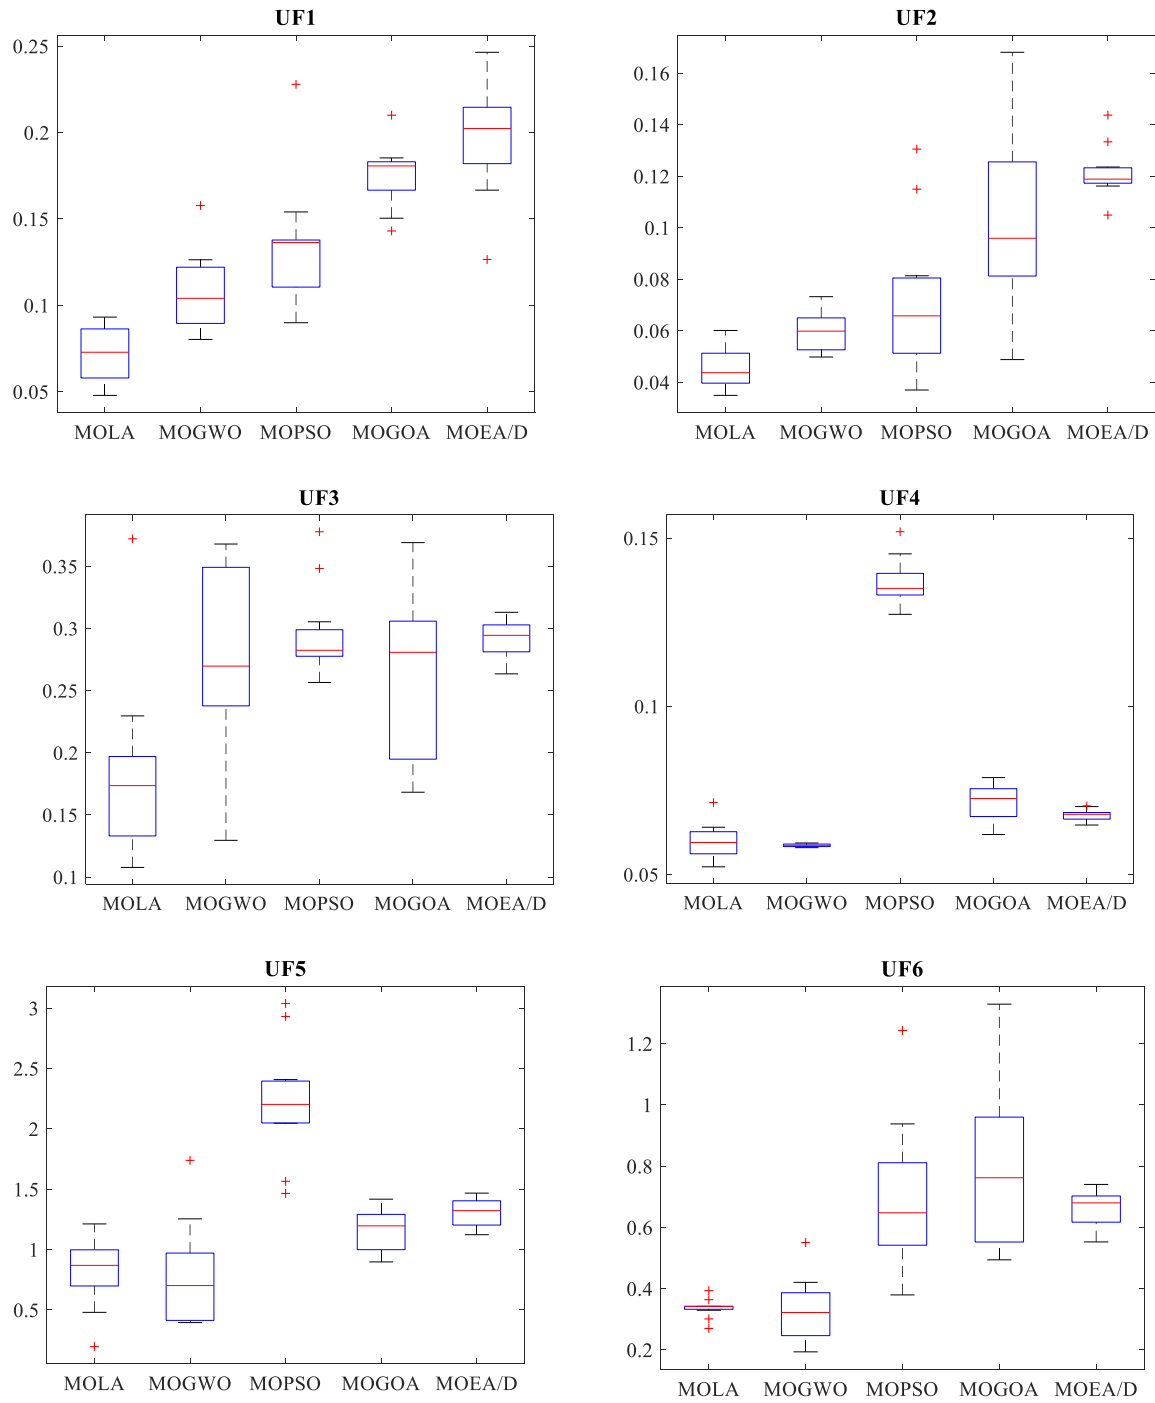 UF1
0.25
0.2
0.15
0.1
0.05
MOLA MOGWO MOPSO MOGOA MOEA/D
UF2
0.16
0.14
0.12
0.1
0.08
0.06
0.04
MOLA MOGWO MOPSO MOGOA MOEA/D
UF3
0.35
0.3
0.25
0.2
0.15
0.1
MOLA MOGWO MOPSO MOGOA MOEA/D
UF4
0.15
0.1
0.05
MOLA MOGWO MOPSO MOGOA MOEA/D
UF5
3
2.5
2
1.5
1
0.5
MOLA MOGWO MOPSO MOGOA MOEA/D
UF6
1.2
1
0.8
0.6
0.4
0.2
MOLA MOGWO MOPSO MOGOA MOEA/D